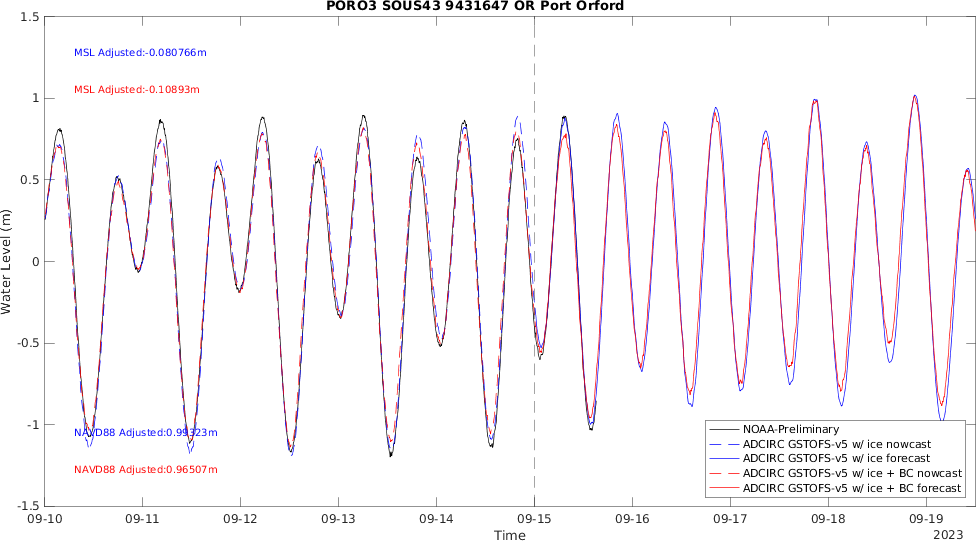 PORO3 SOUS43 9431647 OR Port Orford
1.5
1
0.5
0
-0.5
-1
-1.5
Water Level (m)
MSL Adjusted:-0.080766m
MSL Adjusted:-0.10893m
NAVD88 Adjusted:0.99323m
NAVD88 Adjusted:0.96507m
NOAA-Preliminary
ADCIRC GSTOFS-v5 w/ ice nowcast
ADCIRC GSTOFS-v5 w/ ice forecast
ADCIRC GSTOFS-v5 w/ ice + BC nowcast
ADCIRC GSTOFS-v5 w/ ice + BC forecast
09-10 09-11 09-12 09-13 09-14 09-15 09-16 09-17 09-18 09-19
Time
2023